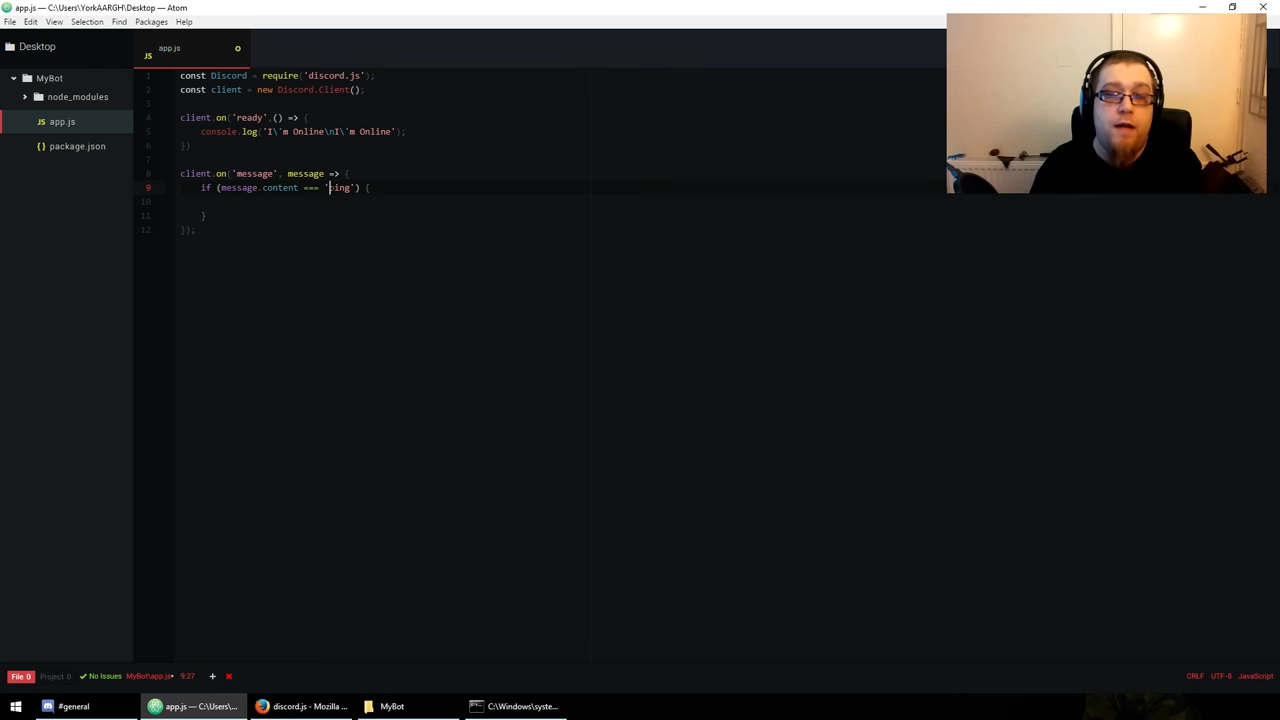 app.js — C:\Users\YorkAARGH\Desktop — Atom
File Edit View Selection Find Packages Help
Desktop
JS app.js
MyBot
node_modules
JS app.js
{} package.json
1 const Discord = require('discord.js');
2 const client = new Discord.Client();
3
4 client.on('ready',() => {
5 console.log('I\'m Online\nI\'m Online');
6 })
7
8 client.on('message', message => {
9 if (message.content === 'ping') {
10
11 }
12 });
File 0 Project 0 No Issues MyBot\app.js• 9:27 + CRLF UTF-8 JavaScript
#general app.js — C:\Users\... discord.js - Mozilla ... MyBot C:\Windows\syste...